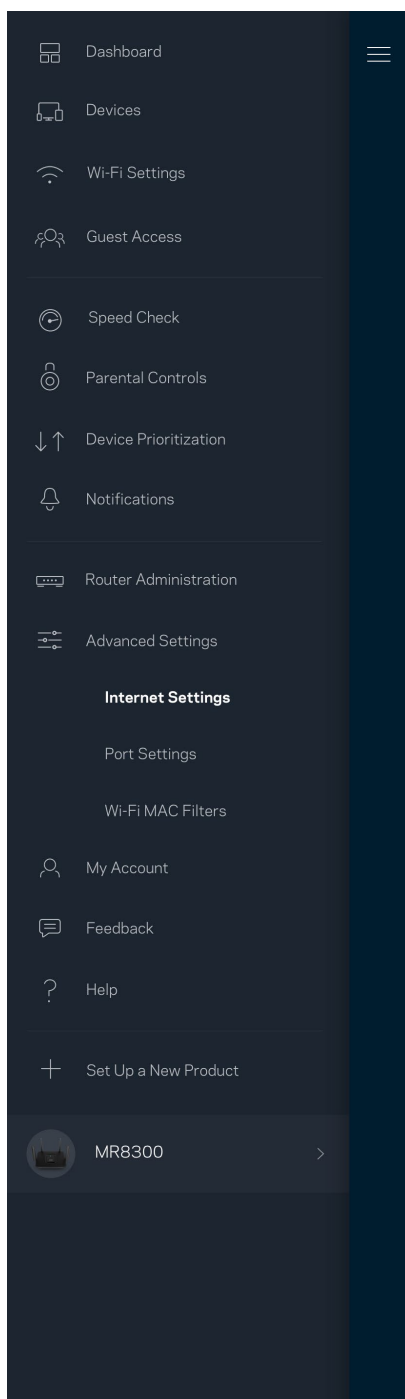 Dashboard
Devices
Wi-Fi Settings
Guest Access
Speed Check
Parental Controls
Device Prioritization
Notifications
Router Administration
Advanced Settings
Internet Settings
Port Settings
Wi-Fi MAC Filters
My Account
Feedback
Help
Set Up a New Product
MR8300